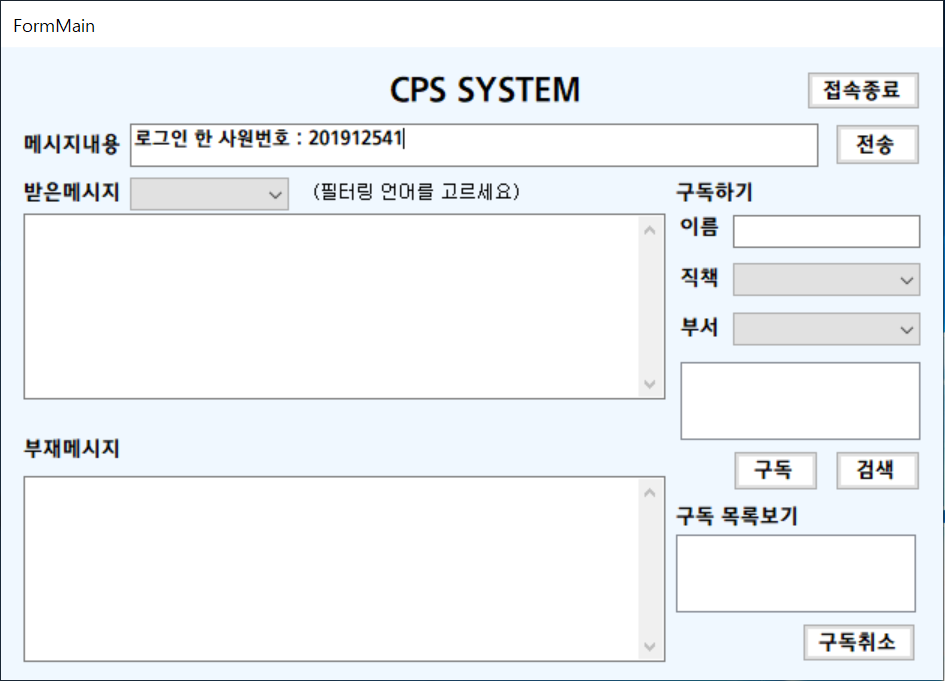 FormMain
CPS SYSTEM
접속종료
메시지내용
로그인 한 사원번호 : 201912541
전송
받은메시지
(필터링 언어를 고르세요)
구독하기
이름
직책
부서
부재메시지
구독
검색
구독 목록보기
구독취소